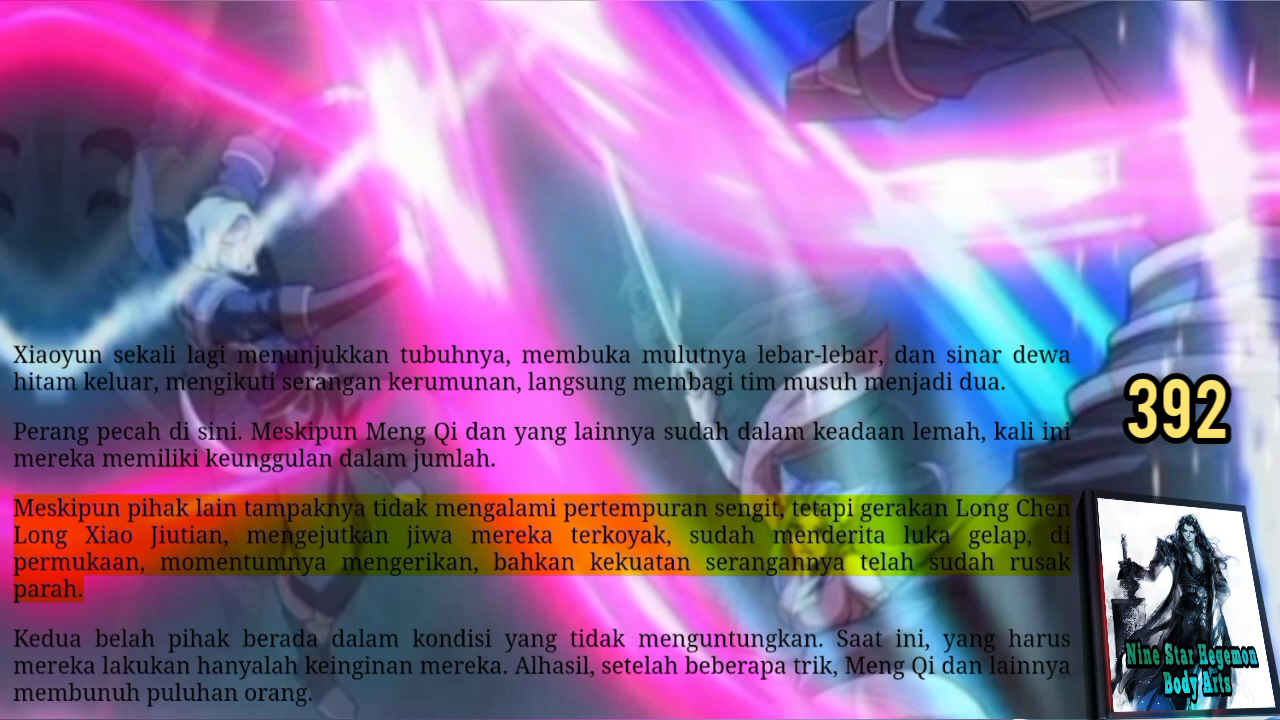 Xiaoyun sekali lagi menunjukkan tubuhnya, membuka mulutnya lebar-lebar, dan sinar dewa
hitam keluar, mengikuti serangan kerumunan, langsung membagi tim musuh menjadi dua.
Perang pecah di sini. Meskipun Meng Qi dan yang lainnya sudah dalam keadaan lemah, kali ini
mereka memiliki keunggulan dalam jumlah.
Meskipun pihak lain tampaknya tidak mengalami pertempuran sengit, tetapi gerakan Long Chen
Long Xiao Jiutian, mengejutkan jiwa mereka terkoyak, sudah menderita luka gelap, di
permukaan, momentumnya mengerikan, bahkan kekuatan serangannya telah sudah rusak
parah.
Kedua belah pihak berada dalam kondisi yang tidak menguntungkan. Saat ini, yang harus
mereka lakukan hanyalah keinginan mereka. Alhasil, setelah beberapa trik, Meng Qi dan lainnya
membunuh puluhan orang.
392
Nine Star Hegemon
Body Arts